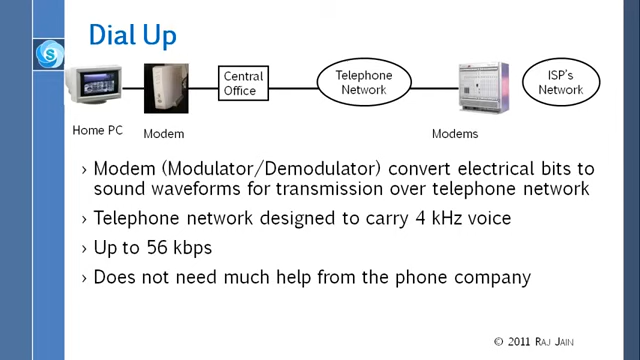 Dial Up
S
Central
Office
Telephone
Network
ISP's
Network
Home PC
Modem
Modems
› Modem (Modulator/Demodulator) convert electrical bits to
sound waveforms for transmission over telephone network
› Telephone network designed to carry 4 kHz voice
› Up to 56 kbps
› Does not need much help from the phone company
© 2011 RAJ JAIN